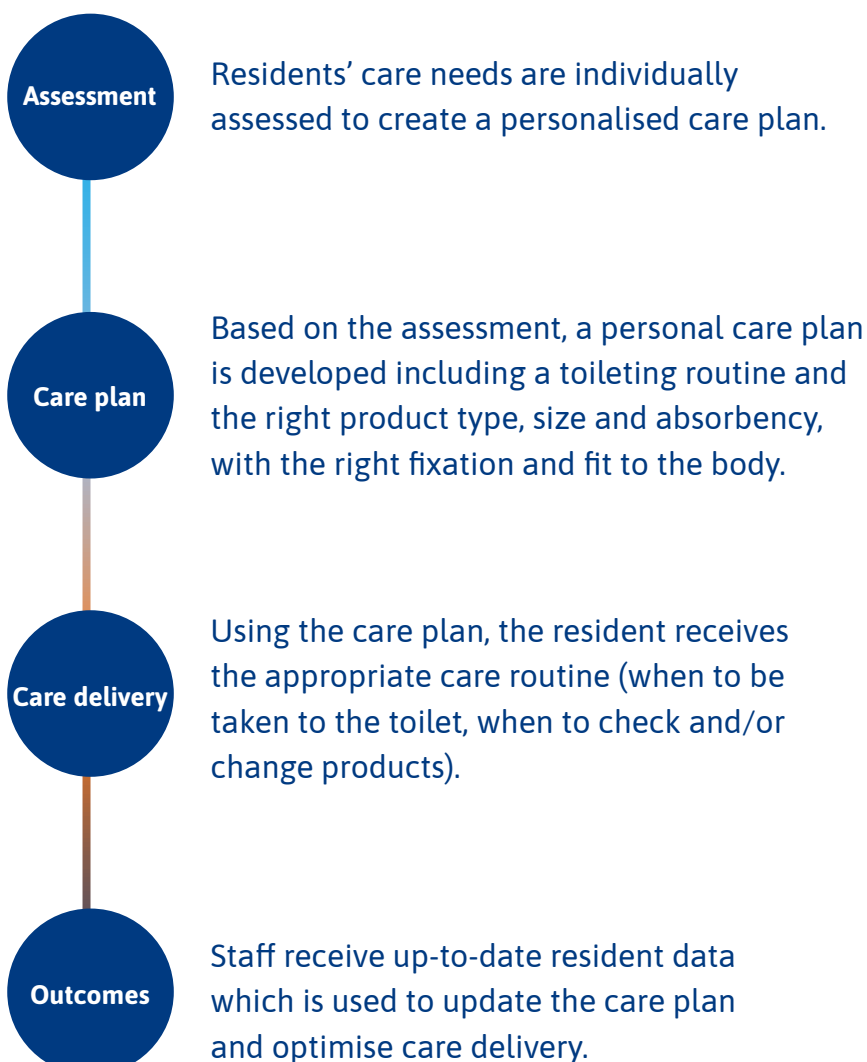 Assessment
Residents’ care needs are individually
assessed to create a personalised care plan.
Care plan
Based on the assessment, a personal care plan
is developed including a toileting routine and
the right product type, size and absorbency,
with the right fixation and fit to the body.
Care delivery
Using the care plan, the resident receives
the appropriate care routine (when to be
taken to the toilet, when to check and/or
change products).
Outcomes
Staff receive up-to-date resident data
which is used to update the care plan
and optimise care delivery.